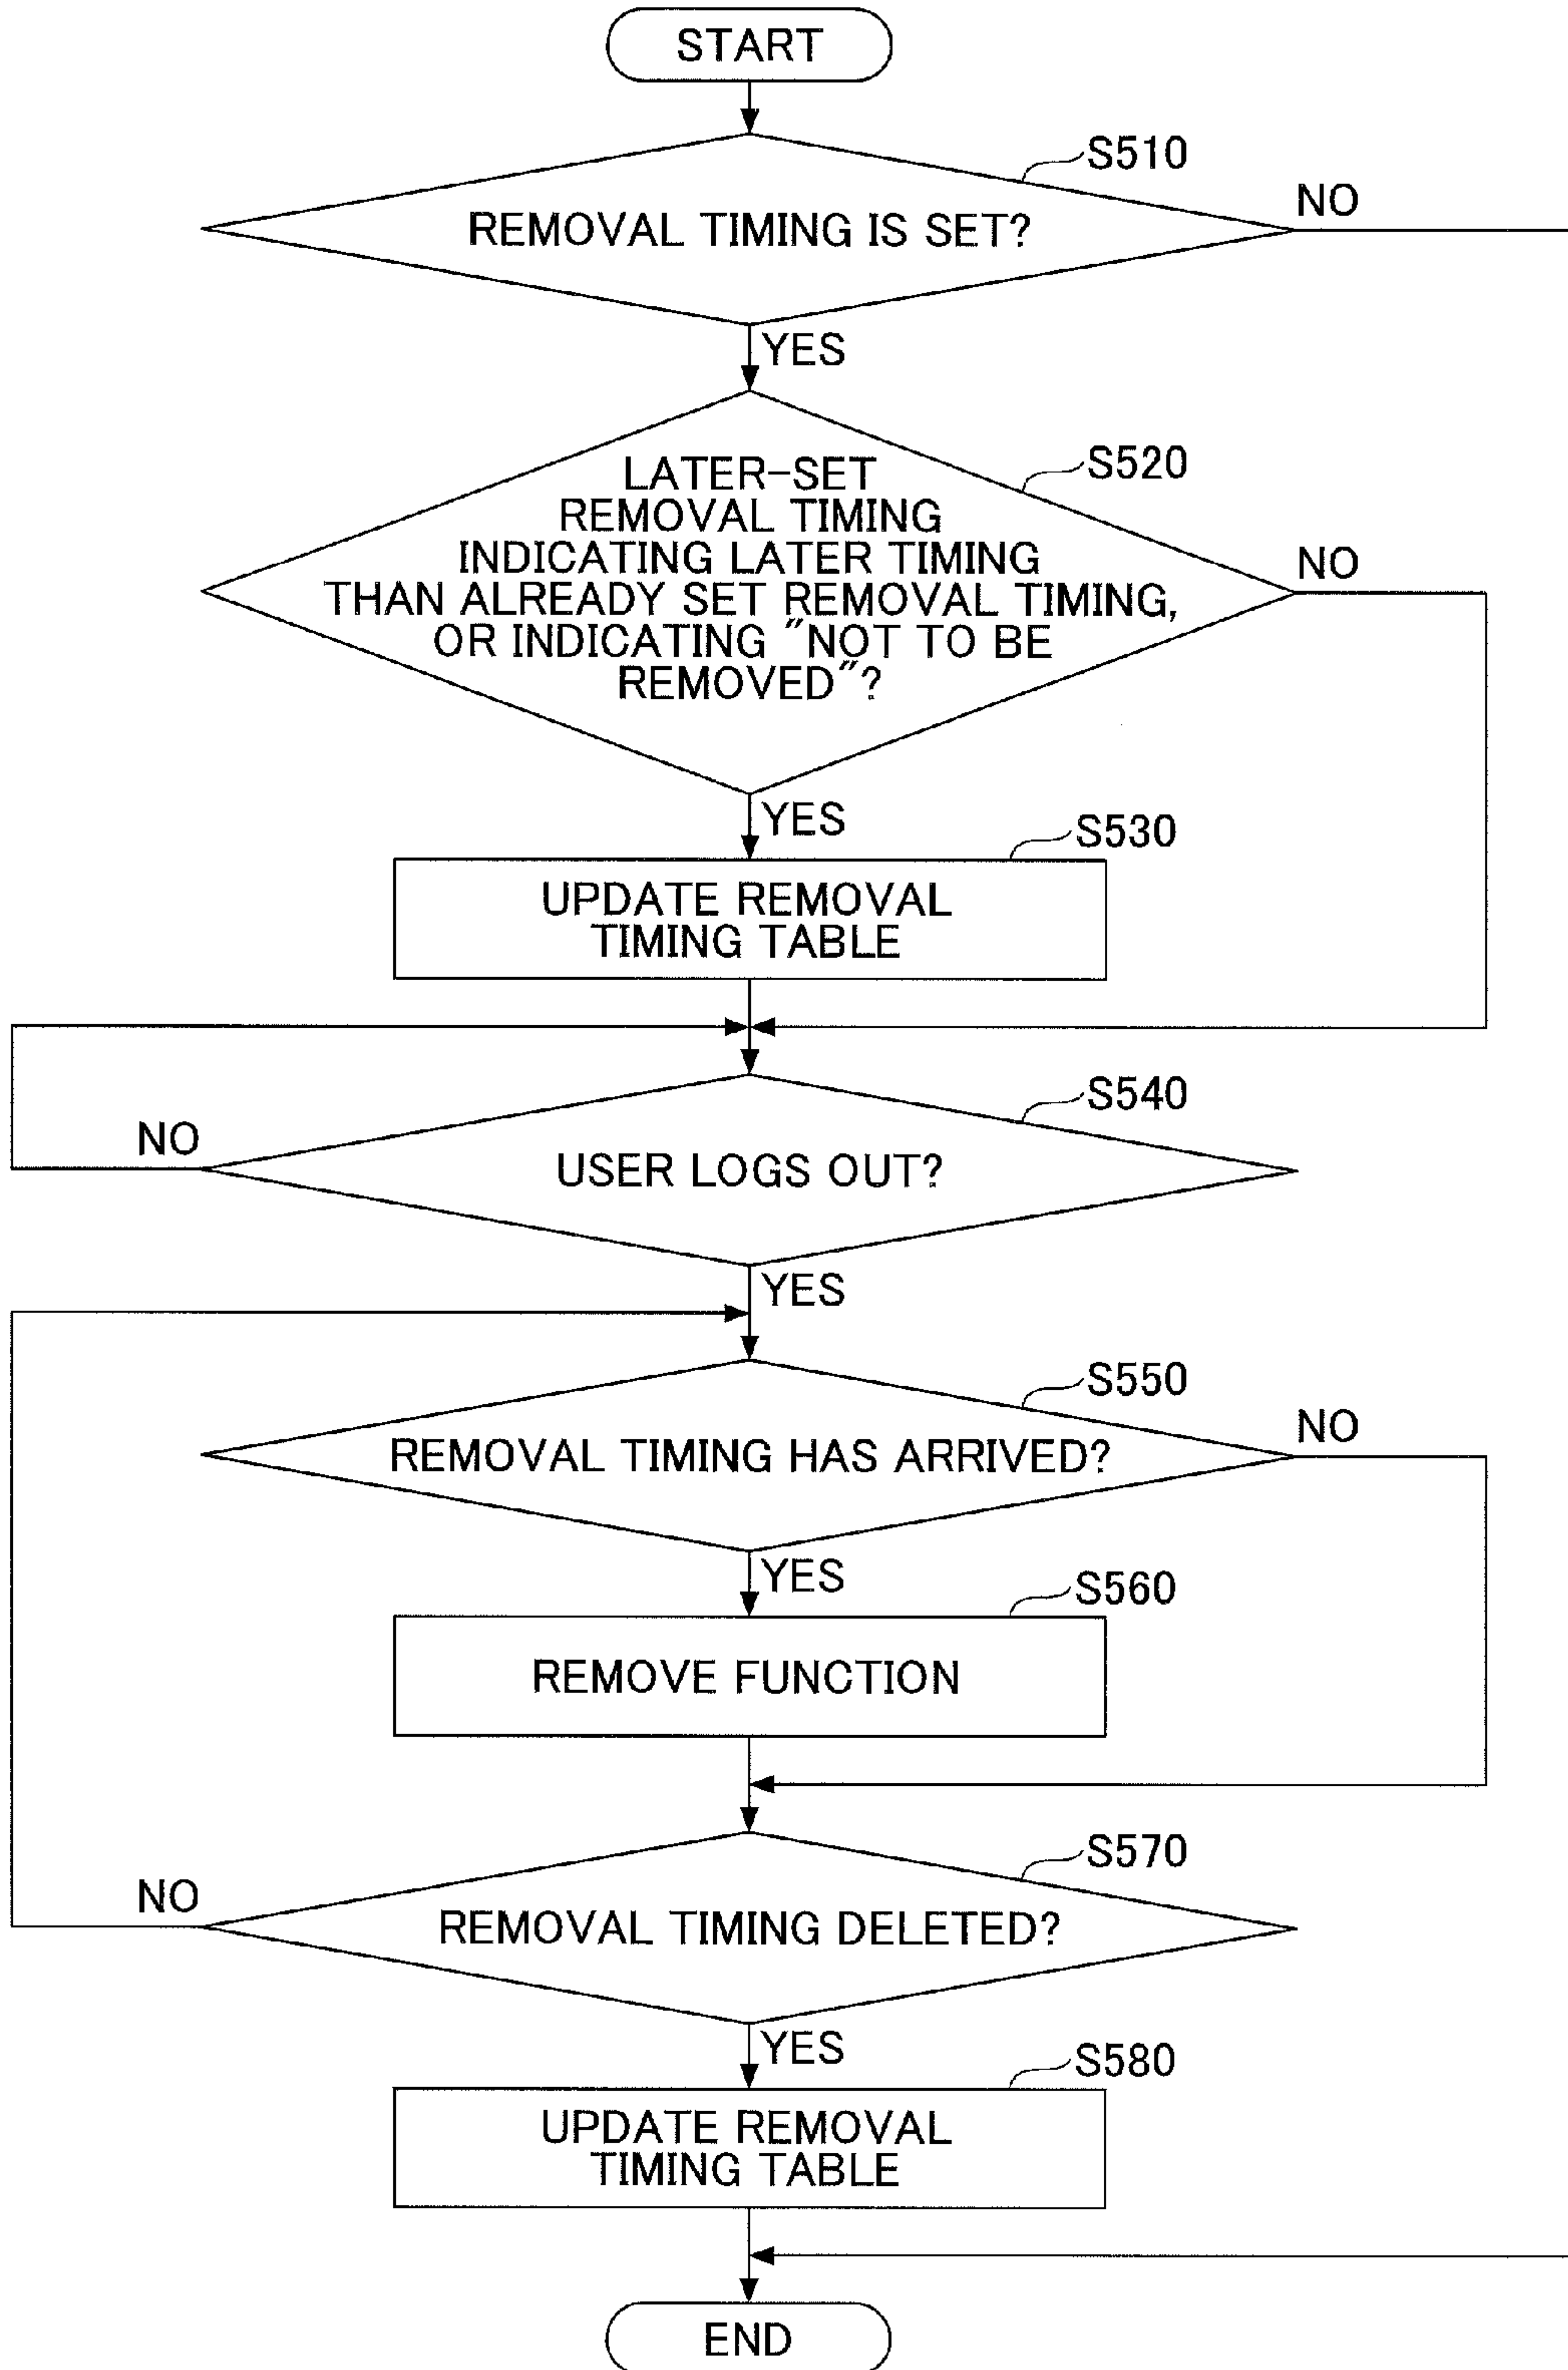 START
S510
REMOVAL TIMING IS SET?
NO
YES
S520
LATER-SET
REMOVAL TIMING
INDICATING LATER TIMING
THAN ALREADY SET REMOVAL TIMING,
OR INDICATING "NOT TO BE
REMOVED"?
NO
YES
S530
UPDATE REMOVAL
TIMING TABLE
S540
USER LOGS OUT?
NO
YES
S550
REMOVAL TIMING HAS ARRIVED?
NO
YES
S560
REMOVE FUNCTION
S570
REMOVAL TIMING DELETED?
NO
YES
S580
UPDATE REMOVAL
TIMING TABLE
END